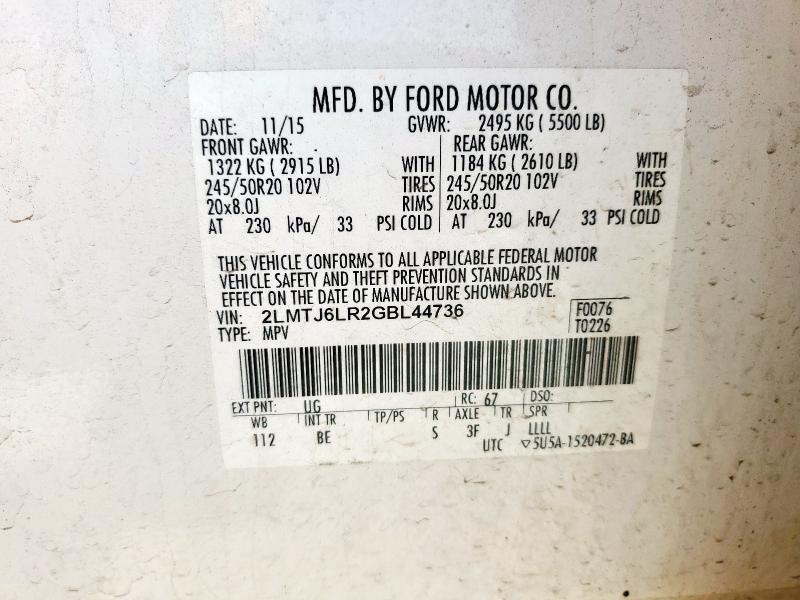 MFD. BY FORD MOTOR CO.
DATE: 11/15 GVWR: 2495 KG ( 5500 LB)
FRONT GAWR: REAR GAWR:
1322 KG ( 2915 LB) WITH 1184 KG ( 2610 LB) WITH
245/50R20 102V TIRES 245/50R20 102V TIRES
20x8.0J RIMS 20x8.0J RIMS
AT 230 kPa/ 33 PSI COLD AT 230 kPa/ 33 PSI COLD
THIS VEHICLE CONFORMS TO ALL APPLICABLE FEDERAL MOTOR
VEHICLE SAFETY AND THEFT PREVENTION STANDARDS IN
EFFECT ON THE DATE OF MANUFACTURE SHOWN ABOVE.
VIN: 2LMTJ6LR2GBL44736 F0076
TYPE: MPV T0226
EXT PNT: UG RC: 67 DSO:
WB INT TR TP/PS R AXLE TR SPR
112 BE S 3F J LLLL
UTC ▽5U5A-1520472-BA